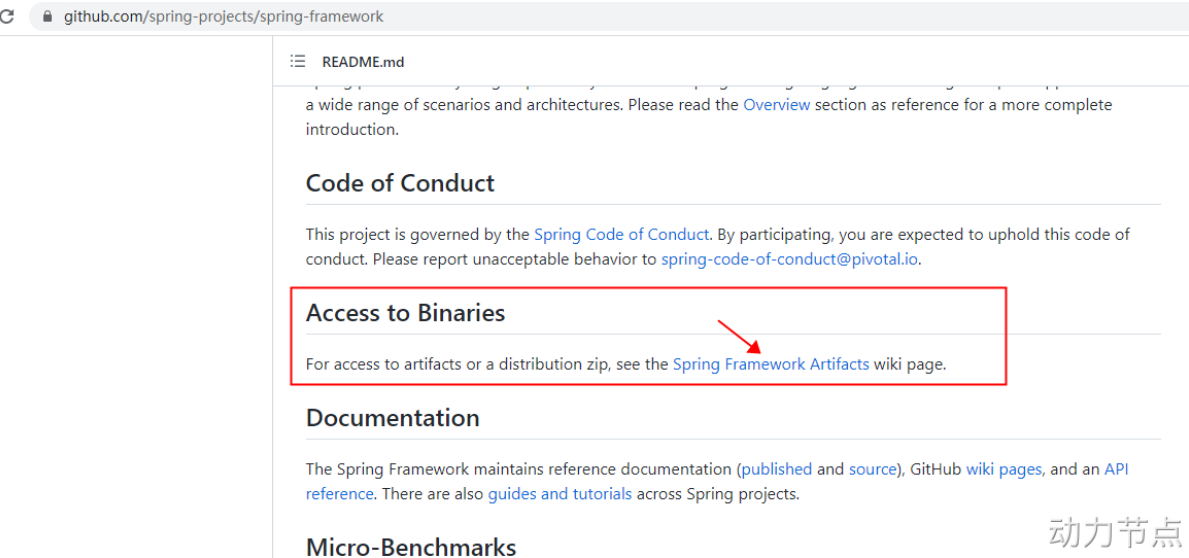 github.com/spring-projects/spring-framework
README.md
a wide range of scenarios and architectures. Please read the Overview section as reference for a more complete
introduction.
Code of Conduct
This project is governed by the Spring Code of Conduct. By participating, you are expected to uphold this code of
conduct. Please report unacceptable behavior to spring-code-of-conduct@pivotal.io.
Access to Binaries
For access to artifacts or a distribution zip, see the Spring Framework Artifacts wiki page.
Documentation
The Spring Framework maintains reference documentation (published and source), GitHub wiki pages, and an API
reference. There are also guides and tutorials across Spring projects.
Micro-Benchmarks
动力节点